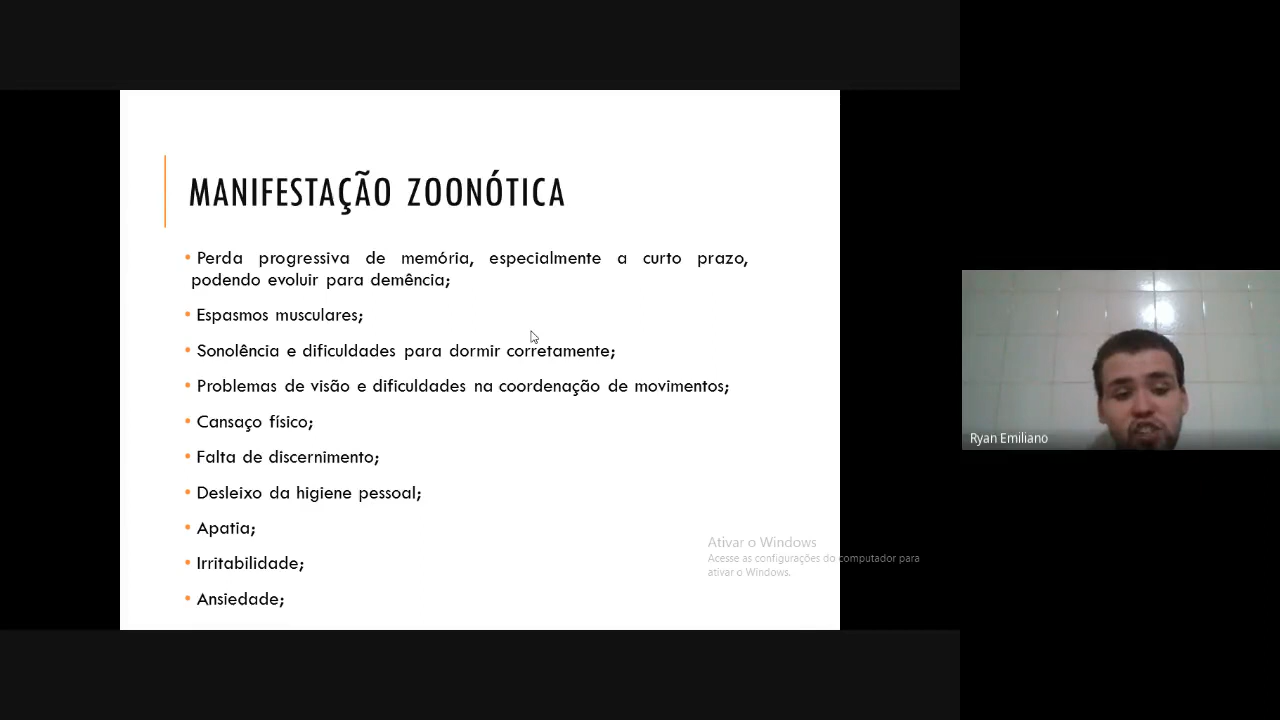 MANIFESTAÇÃO ZOONÓTICA
• Perda progressiva de memória, especialmente a curto prazo,
podendo evoluir para demência;
• Espasmos musculares;
• Sonolência e dificuldades para dormir corretamente;
• Problemas de visão e dificuldades na coordenação de movimentos;
• Cansaço físico;
• Falta de discernimento;
• Desleixo da higiene pessoal;
• Apatia;
• Irritabilidade;
• Ansiedade;
Ativar o Windows
Acesse as configurações do computador para
ativar o Windows.
Ryan Emiliano